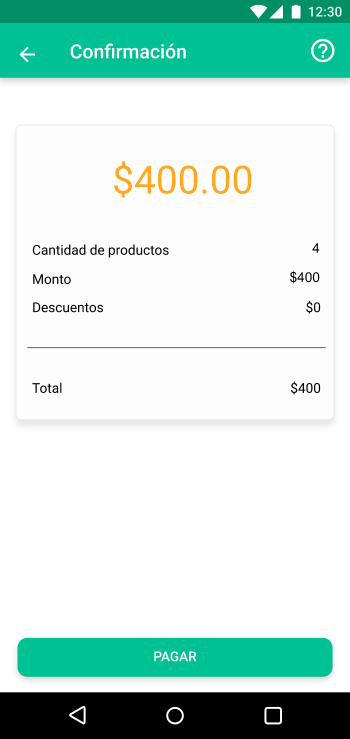 12:30
Confirmación
$400.00
Cantidad de productos 4
Monto $400
Descuentos $0
Total $400
PAGAR